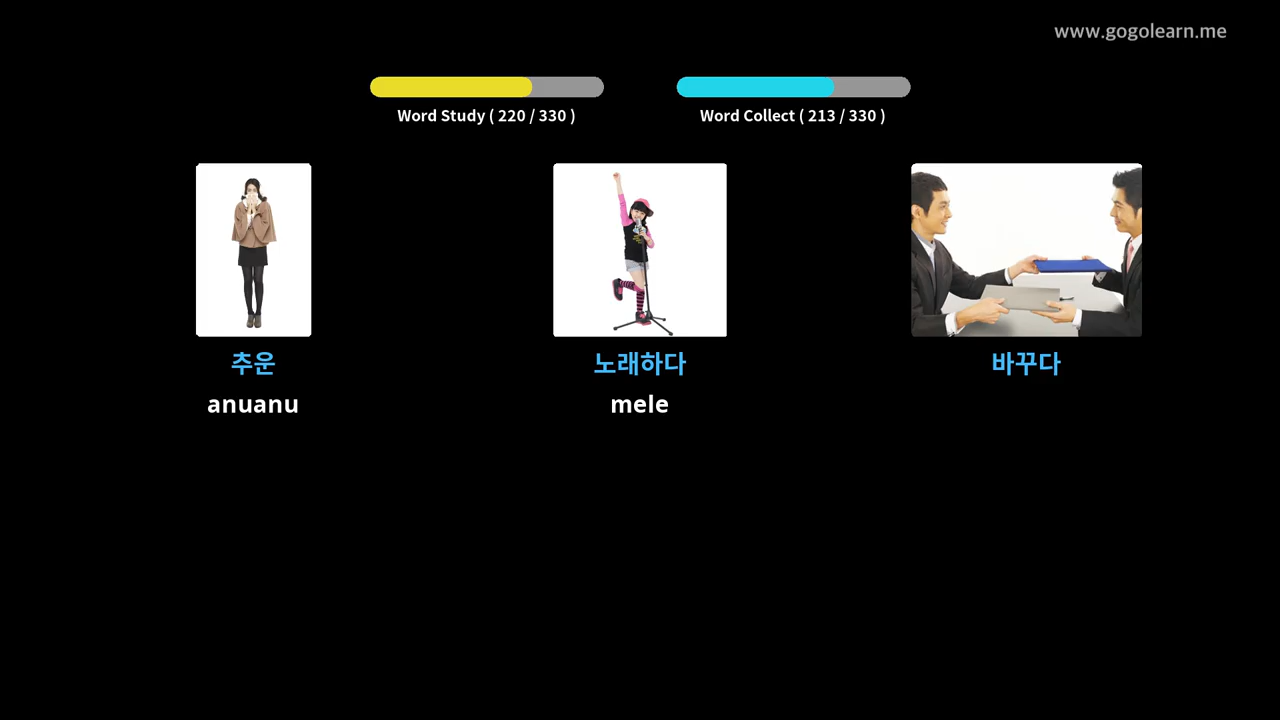 www.gogolearn.me
Word Study ( 220 / 330 )
Word Collect ( 213 / 330 )
추운
노래하다
바꾸다
anuanu
mele